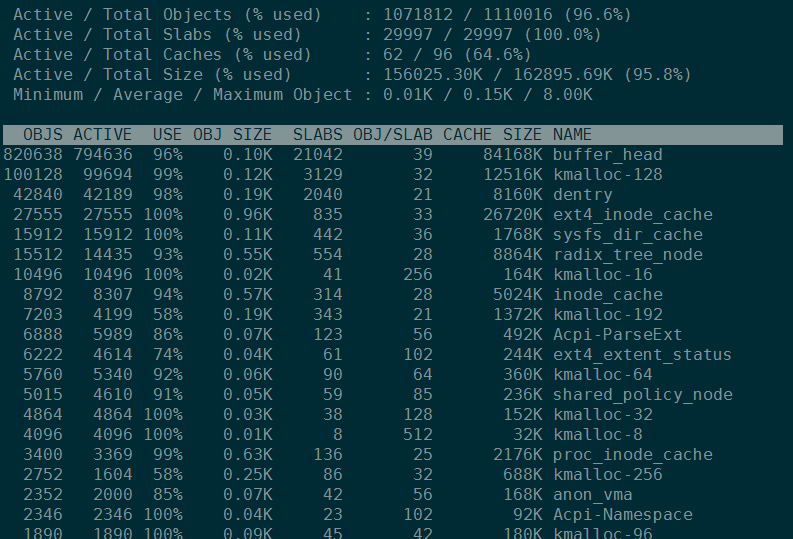 Active / Total Objects (% used)    : 1071812 / 1110016 (96.6%)
Active / Total Slabs (% used)      : 29997 / 29997 (100.0%)
Active / Total Caches (% used)     : 62 / 96 (64.6%)
Active / Total Size (% used)       : 156025.30K / 162895.69K (95.8%)
Minimum / Average / Maximum Object : 0.01K / 0.15K / 8.00K
OBJS ACTIVE  USE OBJ SIZE  SLABS OBJ/SLAB CACHE SIZE NAME
820638 794636  96%    0.10K  21042       39     84168K buffer_head
100128  99694  99%    0.12K   3129       32     12516K kmalloc-128
42840  42189  98%    0.19K   2040       21      8160K dentry
27555  27555 100%    0.96K    835       33     26720K ext4_inode_cache
15912  15912 100%    0.11K    442       36      1768K sysfs_dir_cache
15512  14435  93%    0.55K    554       28      8864K radix_tree_node
10496  10496 100%    0.02K     41      256       164K kmalloc-16
8792   8307  94%    0.57K    314       28      5024K inode_cache
7203   4199  58%    0.19K    343       21      1372K kmalloc-192
6888   5989  86%    0.07K    123       56       492K Acpi-ParseExt
6222   4614  74%    0.04K     61      102       244K ext4_extent_status
5760   5340  92%    0.06K     90       64       360K kmalloc-64
5015   4610  91%    0.05K     59       85       236K shared_policy_node
4864   4864 100%    0.03K     38      128       152K kmalloc-32
4096   4096 100%    0.01K      8      512        32K kmalloc-8
3400   3369  99%    0.63K    136       25      2176K proc_inode_cache
2752   1604  58%    0.25K     86       32       688K kmalloc-256
2352   2000  85%    0.07K     42       56       168K anon_vma
2346   2346 100%    0.04K     23      102        92K Acpi-Namespace
1890   1890 100%    0.09K     45       42       180K kmalloc-96